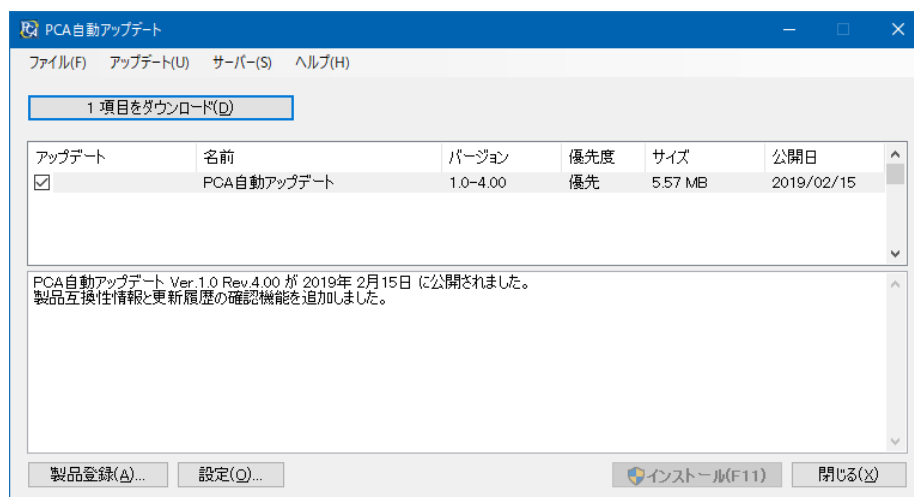 PCA自動アップデート
ファイル(F) アップデート(U) サーバー(S) ヘルプ(H)
1 項目をダウンロード(D)
アップデート 名前 バージョン 優先度 サイズ 公開日
PCA自動アップデート 1.0-4.00 優先 5.57 MB 2019/02/15
PCA自動アップデート Ver.1.0 Rev.4.00 が 2019年 2月15日 に公開されました。
製品互換性情報と更新履歴の確認機能を追加しました。
製品登録(A)... 設定(O)... インストール(F11) 閉じる(X)